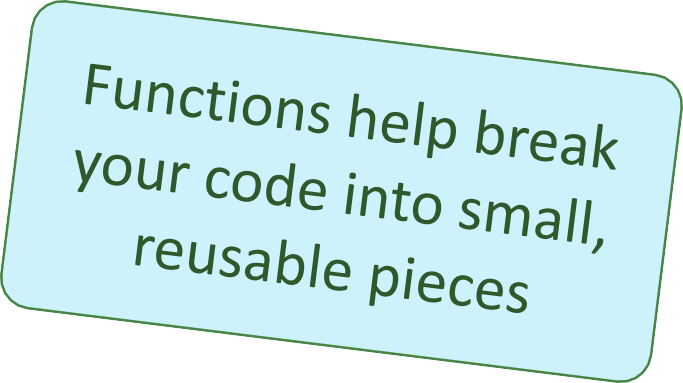 Functions help break
your code into small,
reusable pieces